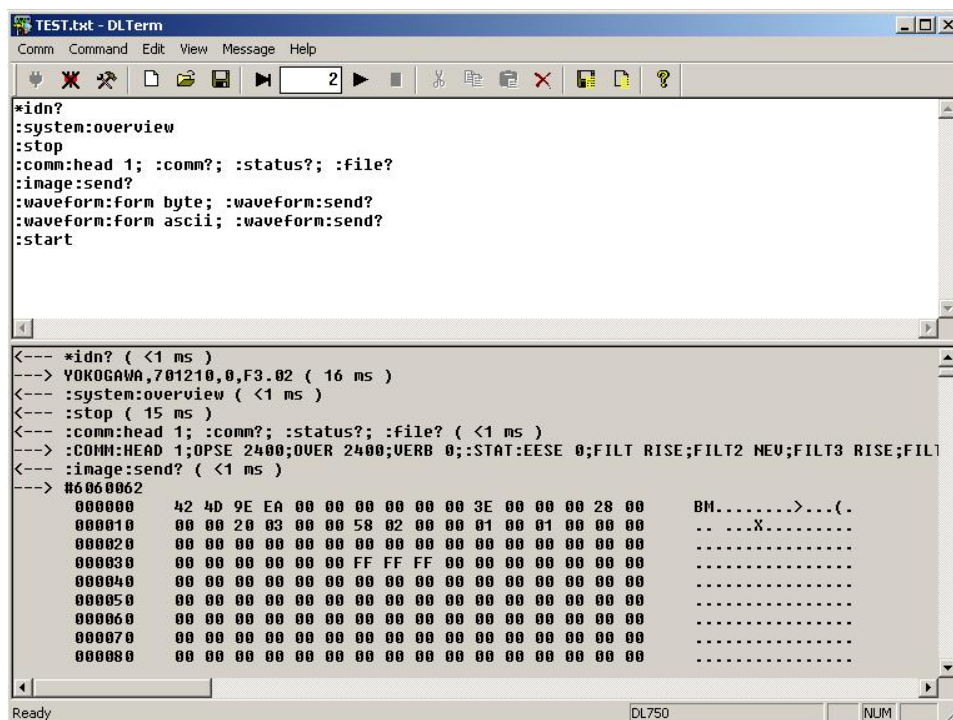 TEST.txt - DLTerm
Comm Command Edit View Message Help
2
*idn?
:system:overview
:stop
:comm:head 1; :comm?; :status?; :file?
:image:send?
:waveform:form byte; :waveform:send?
:waveform:form ascii; :waveform:send?
:start
<--- *idn? ( <1 ms )
---> YOKOGAWA,701210,0,F3.02 ( 16 ms )
<--- :system:overview ( <1 ms )
<--- :stop ( 15 ms )
<--- :comm:head 1; :comm?; :status?; :file? ( <1 ms )
---> :COMM:HEAD 1;OPSE 2400;OVER 2400;VERB 0;:STAT:EESE 0;FILT RISE;FILT2 NEV;FILT3 RISE;FIL
<--- :image:send? ( <1 ms )
---> #6060062
000000 42 4D 9E EA 00 00 00 00 00 00 3E 00 00 00 28 00 BM........>...(.
000010 00 00 20 03 00 00 58 02 00 00 01 00 01 00 00 00 .. ...X.........
000020 00 00 00 00 00 00 00 00 00 00 00 00 00 00 00 00 ................
000030 00 00 00 00 00 00 FF FF FF 00 00 00 00 00 00 00 ................
000040 00 00 00 00 00 00 00 00 00 00 00 00 00 00 00 00 ................
000050 00 00 00 00 00 00 00 00 00 00 00 00 00 00 00 00 ................
000060 00 00 00 00 00 00 00 00 00 00 00 00 00 00 00 00 ................
000070 00 00 00 00 00 00 00 00 00 00 00 00 00 00 00 00 ................
000080 00 00 00 00 00 00 00 00 00 00 00 00 00 00 00 00 ................
Ready DL750 NUM